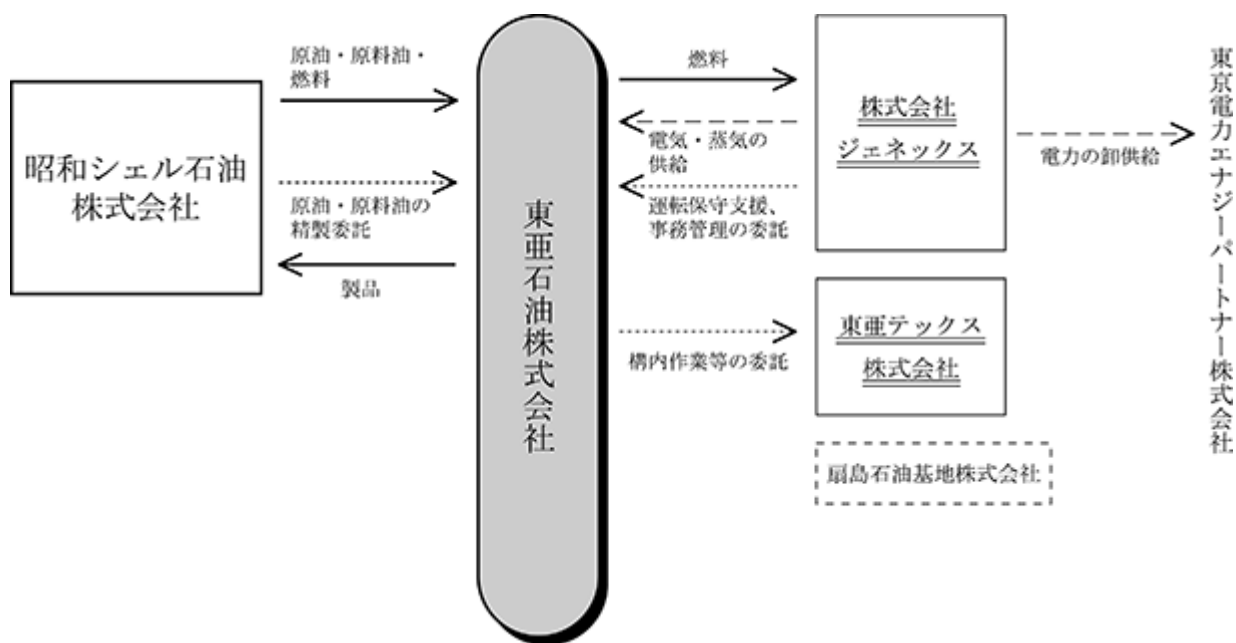 昭和シェル石油
株式会社
原油・原料油・
燃料
原油・原料油の
精製委託
製品
東亜石油株式会社
燃料
電気・蒸気の
供給
運転保守支援、
事務管理の委託
構内作業等の委託
株式会社
ジェネックス
東亜テックス
株式会社
扇島石油基地株式会社
電力の卸供給
東京電力エナジーパートナー株式会社